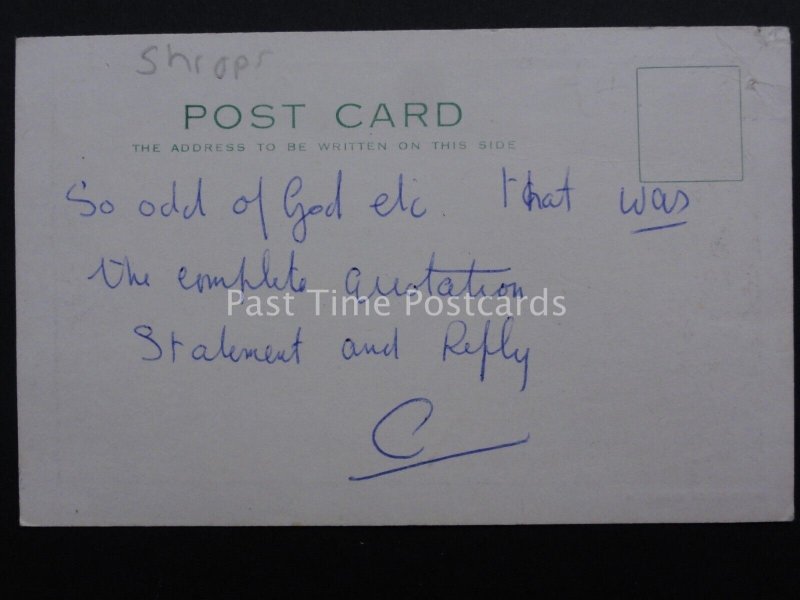 Shrops
POST CARD
THE ADDRESS TO BE WRITTEN ON THIS SIDE
So odd of God etc. that was
the complete quotation
Past Time Postcards
Statement and Reply
C